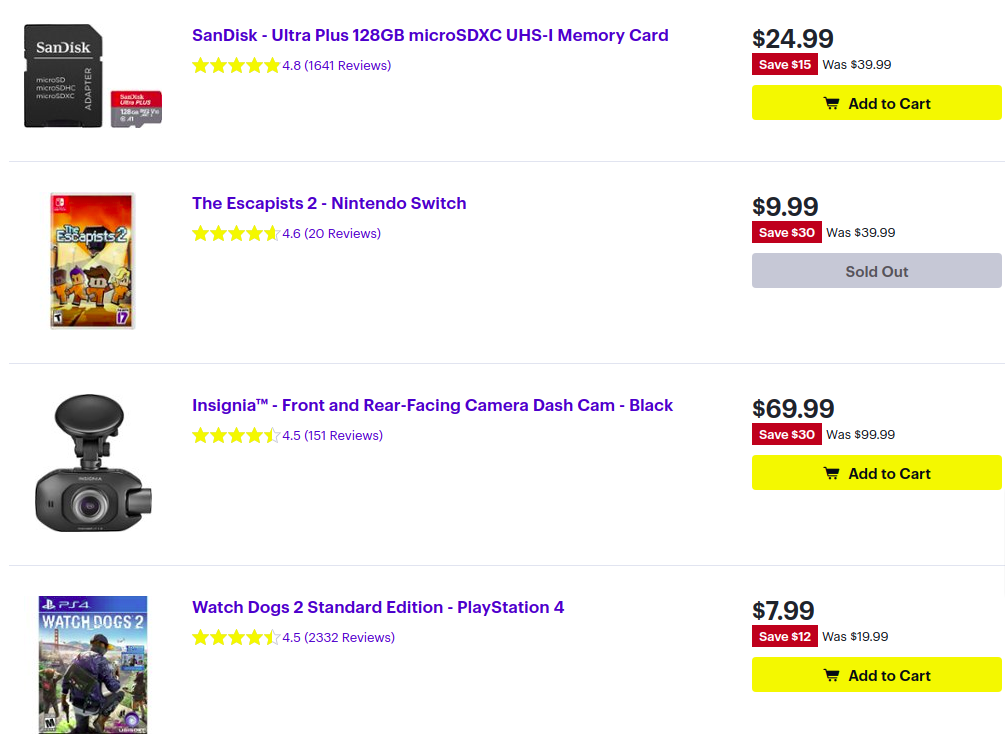 SanDisk
microSD
microSDHC
microSDXC
ADAPTER
SanDisk
Ultra PLUS
SanDisk - Ultra Plus 128GB microSDXC UHS-I Memory Card
4.8 (1641 Reviews)
$24.99
Save $15 Was $39.99
Add to Cart
The Escapists 2
The Escapists 2 - Nintendo Switch
4.6 (20 Reviews)
$9.99
Save $30 Was $39.99
Sold Out
INSIGNIA
Insignia™ - Front and Rear-Facing Camera Dash Cam - Black
4.5 (151 Reviews)
$69.99
Save $30 Was $99.99
Add to Cart
PS4
WATCH_DOGS 2
M
UBISOFT
Watch Dogs 2 Standard Edition - PlayStation 4
4.5 (2332 Reviews)
$7.99
Save $12 Was $19.99
Add to Cart